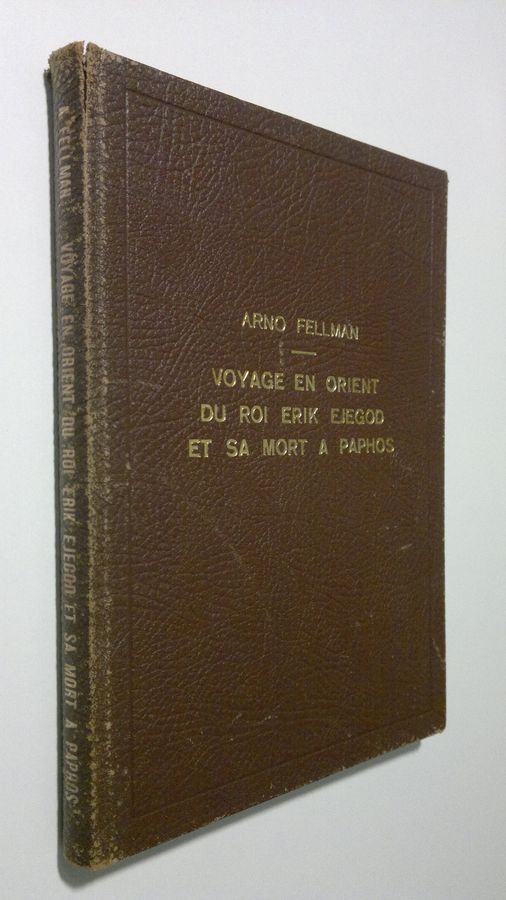 ARNO FELLMAN
VOYAGE EN ORIENT
DU ROI ERIK EJEGOD
ET SA MORT A PAPHOS
A. FELLMAN VOYAGE EN ORIENT DU ROI ERIK EJEGOD ET SA MORT A PAPHOS